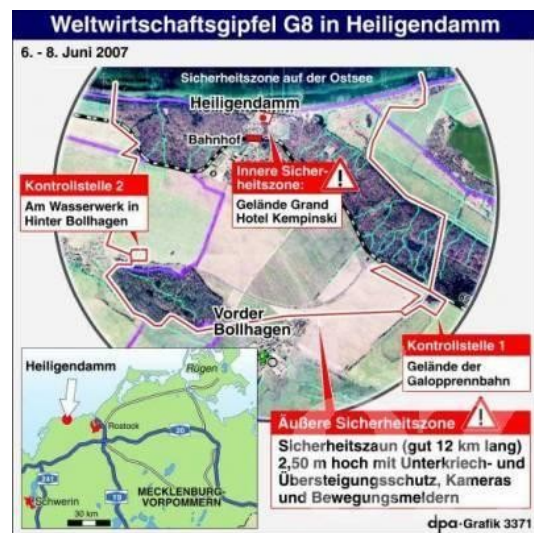 Weltwirtschaftsgipfel G8 in Heiligendamm
6. - 8. Juni 2007
Sicherheitszone auf der Ostsee
Heiligendamm
Bahnhof
Innere Sicher-
heitszone:
Gelände Grand
Hotel Kempinski
Kontrollstelle 2
Am Wasserwerk in
Hinter Bollhagen
Vorder
Bollhagen
Kontrollstelle 1
Gelände der
Galopprennbahn
Äußere Sicherheitszone
Sicherheitszaun (gut 12 km lang)
2,50 m hoch mit Unterkriech- und
Übersteigungsschutz, Kameras
und Bewegungsmeldern
Heiligendamm
Rügen
Rostock
20
241
Schwerin
19
MECKLENBURG-
VORPOMMERN
30 km
dpa-Grafik 3371